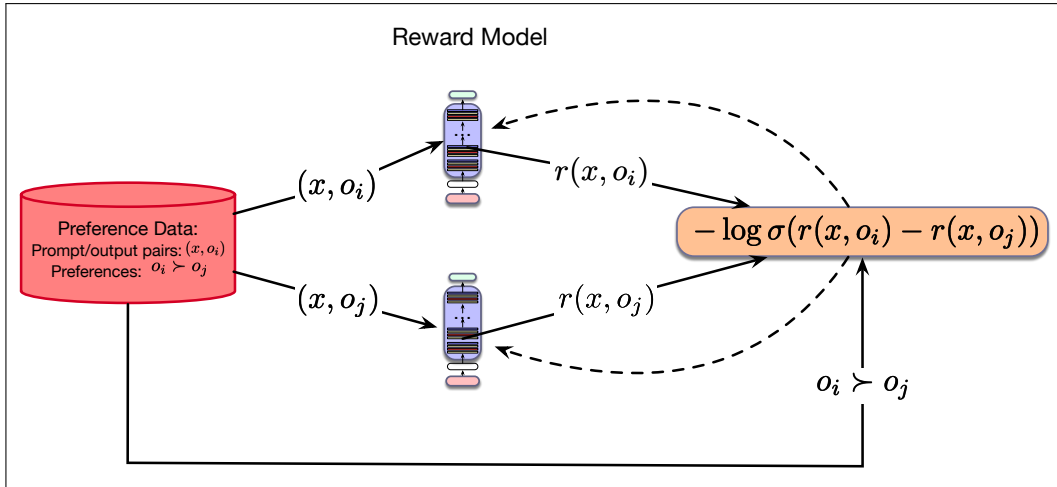 Reward Model
(x, o_i)
r(x, o_i)
Preference Data:
Prompt/output pairs: (x, o_i)
Preferences: o_i ≻ o_j
− log σ(r(x, o_i) − r(x, o_j))
(x, o_j)
r(x, o_j)
o_i ≻ o_j